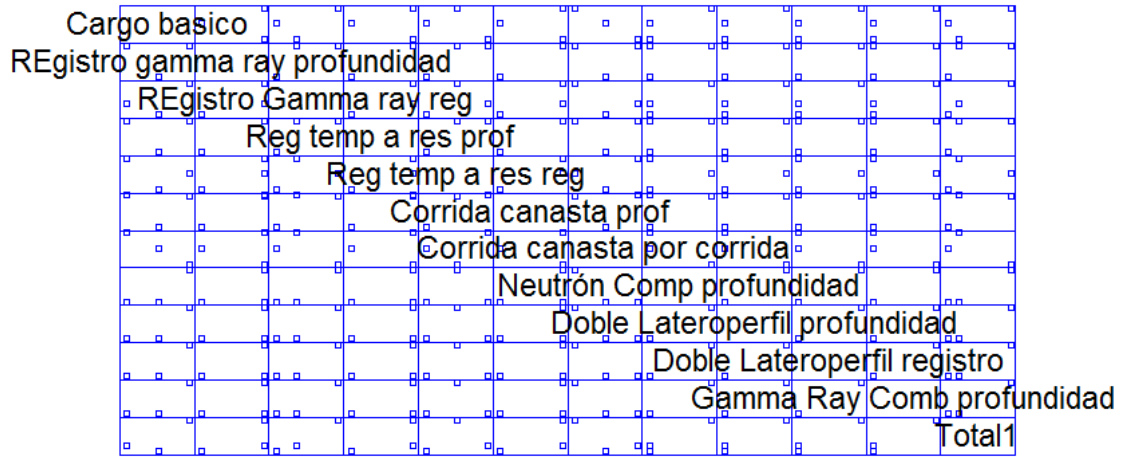 Cargo basico
REgistro gamma ray profundidad
REgistro Gamma ray reg
Reg temp a res prof
Reg temp a res reg
Corrida canasta prof
Corrida canasta por corrida
Neutrón Comp profundidad
Doble Lateroperfil profundidad
Doble Lateroperfil registro
Gamma Ray Comb profundidad
Total1